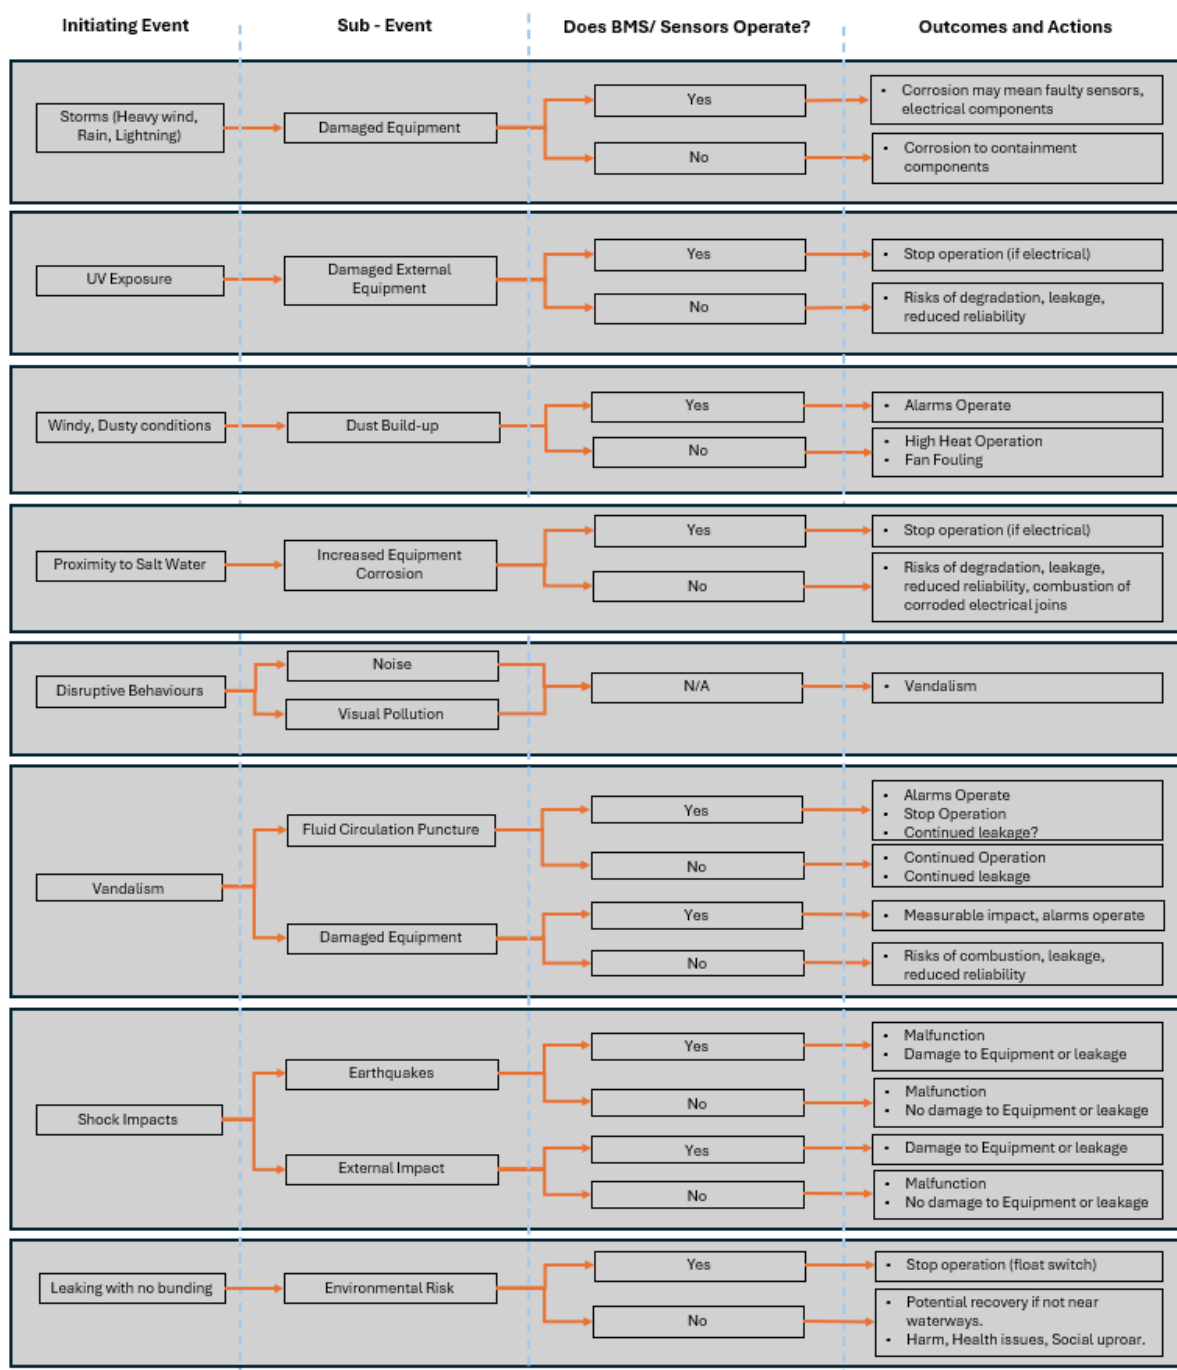 Initiating Event
Sub - Event
Does BMS/ Sensors Operate?
Outcomes and Actions
Storms (Heavy wind,
Rain, Lightning)
Damaged Equipment
Yes
▪ Corrosion may mean faulty sensors,
electrical components
No
▪ Corrosion to containment
components
UV Exposure
Damaged External
Equipment
Yes
▪ Stop operation (if electrical)
No
▪ Risks of degradation, leakage,
reduced reliability
Windy, Dusty conditions
Dust Build-up
Yes
▪ Alarms Operate
No
▪ High Heat Operation
▪ Fan Fouling
Proximity to Salt Water
Increased Equipment
Corrosion
Yes
▪ Stop operation (if electrical)
No
▪ Risks of degradation, leakage,
reduced reliability, combustion of
corroded electrical joins
Disruptive Behaviours
Noise
Visual Pollution
N/A
▪ Vandalism
Vandalism
Fluid Circulation Puncture
Yes
▪ Alarms Operate
▪ Stop Operation
▪ Continued leakage?
No
▪ Continued Operation
▪ Continued leakage
Damaged Equipment
Yes
▪ Measurable impact, alarms operate
No
▪ Risks of combustion, leakage,
reduced reliability
Shock Impacts
Earthquakes
Yes
▪ Malfunction
▪ Damage to Equipment or leakage
No
▪ Malfunction
▪ No damage to Equipment or leakage
External Impact
Yes
▪ Damage to Equipment or leakage
No
▪ Malfunction
▪ No damage to Equipment or leakage
Leaking with no bunding
Environmental Risk
Yes
▪ Stop operation (float switch)
No
▪ Potential recovery if not near
waterways.
▪ Harm, Health issues, Social uproar.